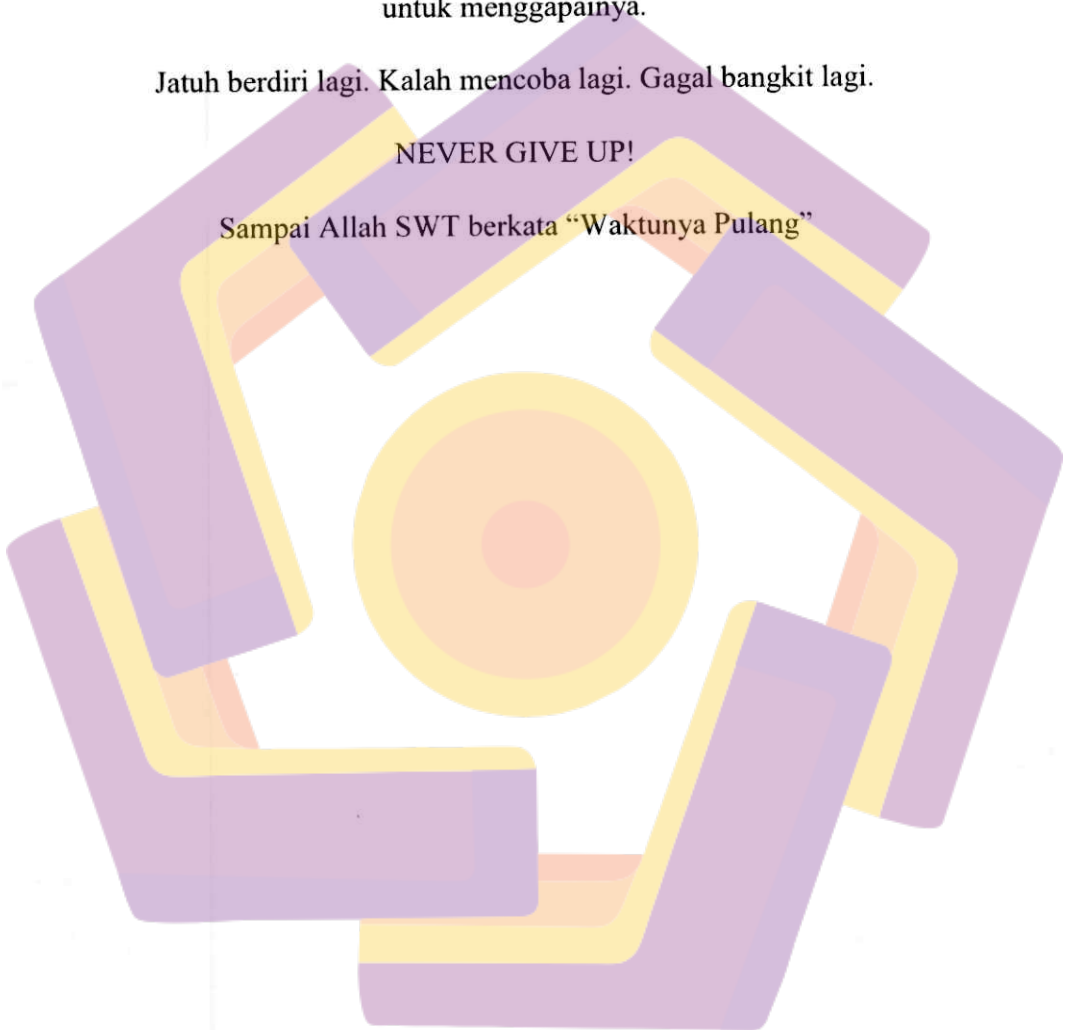 untuk menggapainya.
Jatuh berdiri lagi. Kalah mencoba lagi. Gagal bangkit lagi.
NEVER GIVE UP!
Sampai Allah SWT berkata “Waktunya Pulang”